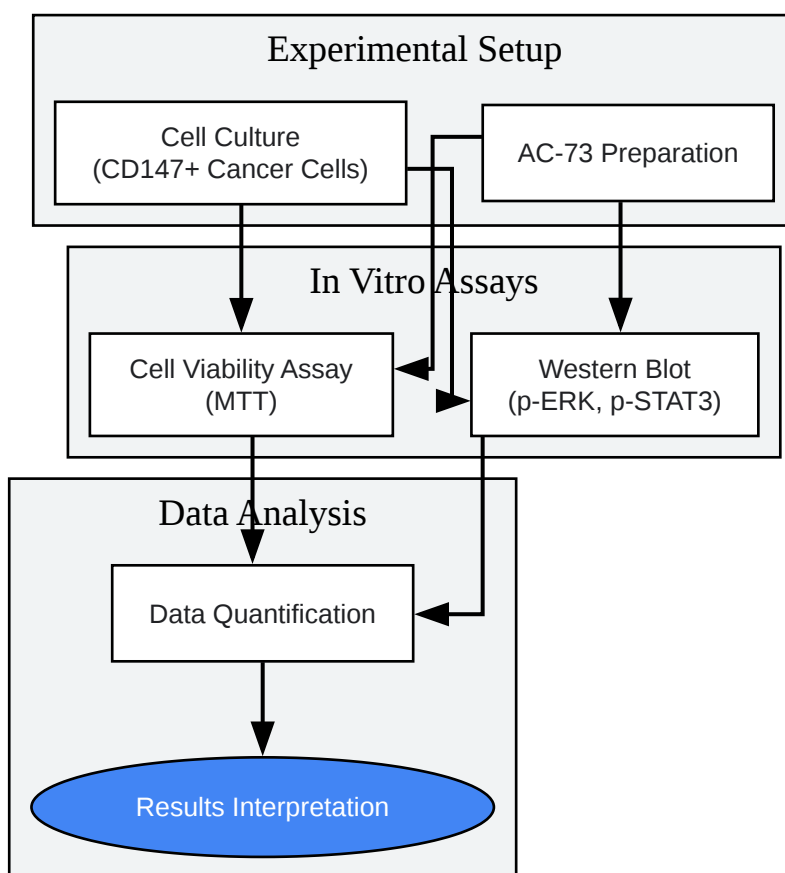 Experimental Setup
Cell Culture
(CD147+ Cancer Cells)
AC-73 Preparation
In Vitro Assays
Cell Viability Assay
(MTT)
Western Blot
(p-ERK, p-STAT3)
Data Analysis
Data Quantification
Results Interpretation